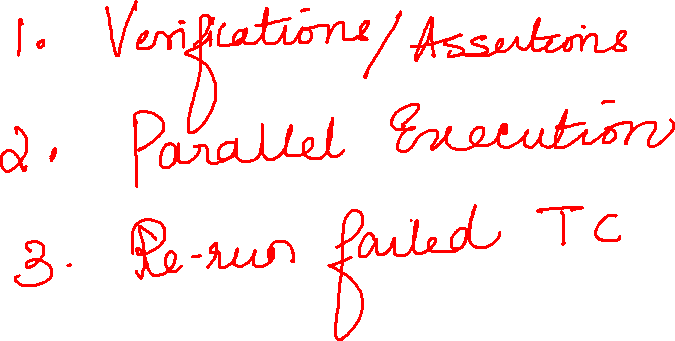 1. Verifications/Assertions
2. Parallel Execution
3. Re-run failed TC